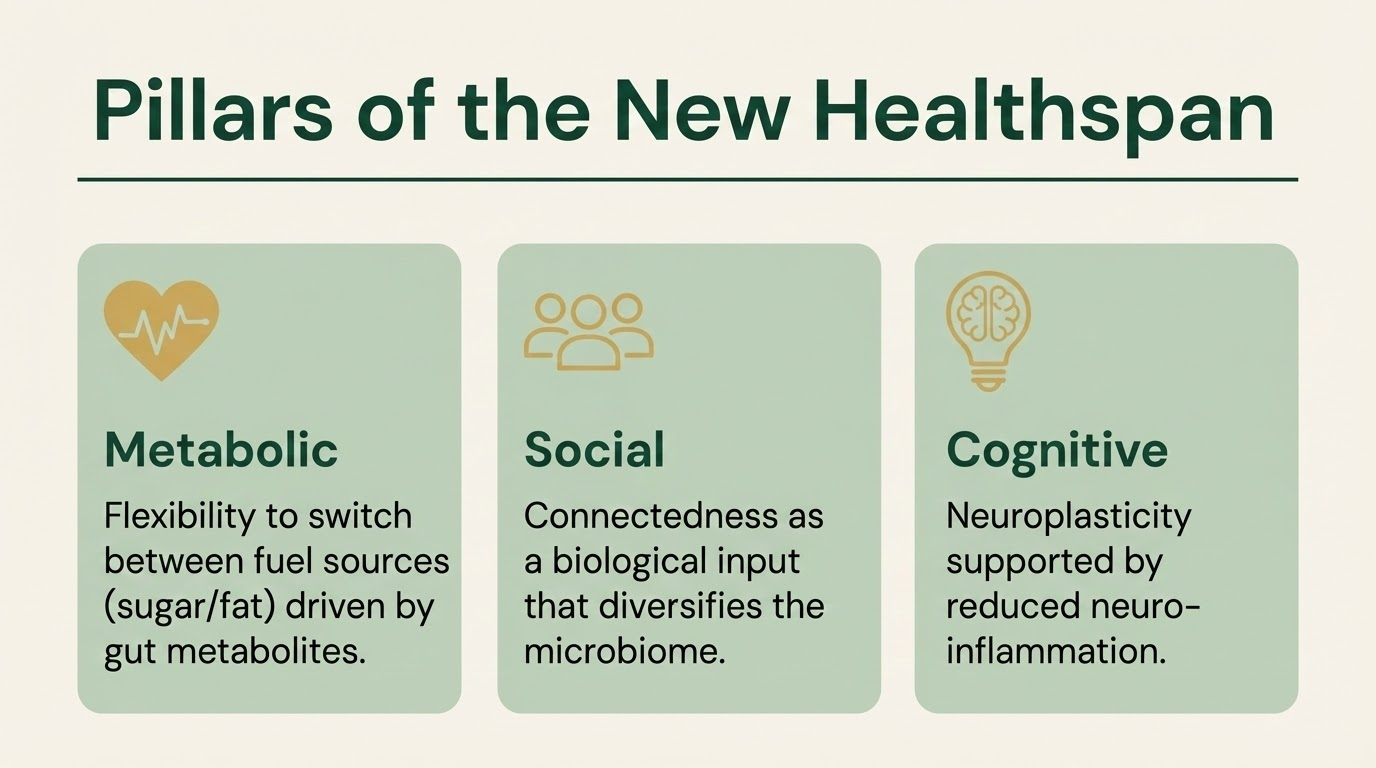 Pillars of the New Healthspan
Metabolic
Flexibility to switch
between fuel sources
(sugar/fat) driven by
gut metabolites.
Social
Connectedness as
a biological input
that diversifies the
microbiome.
Cognitive
Neuroplasticity
supported by
reduced neuro-
inflammation.